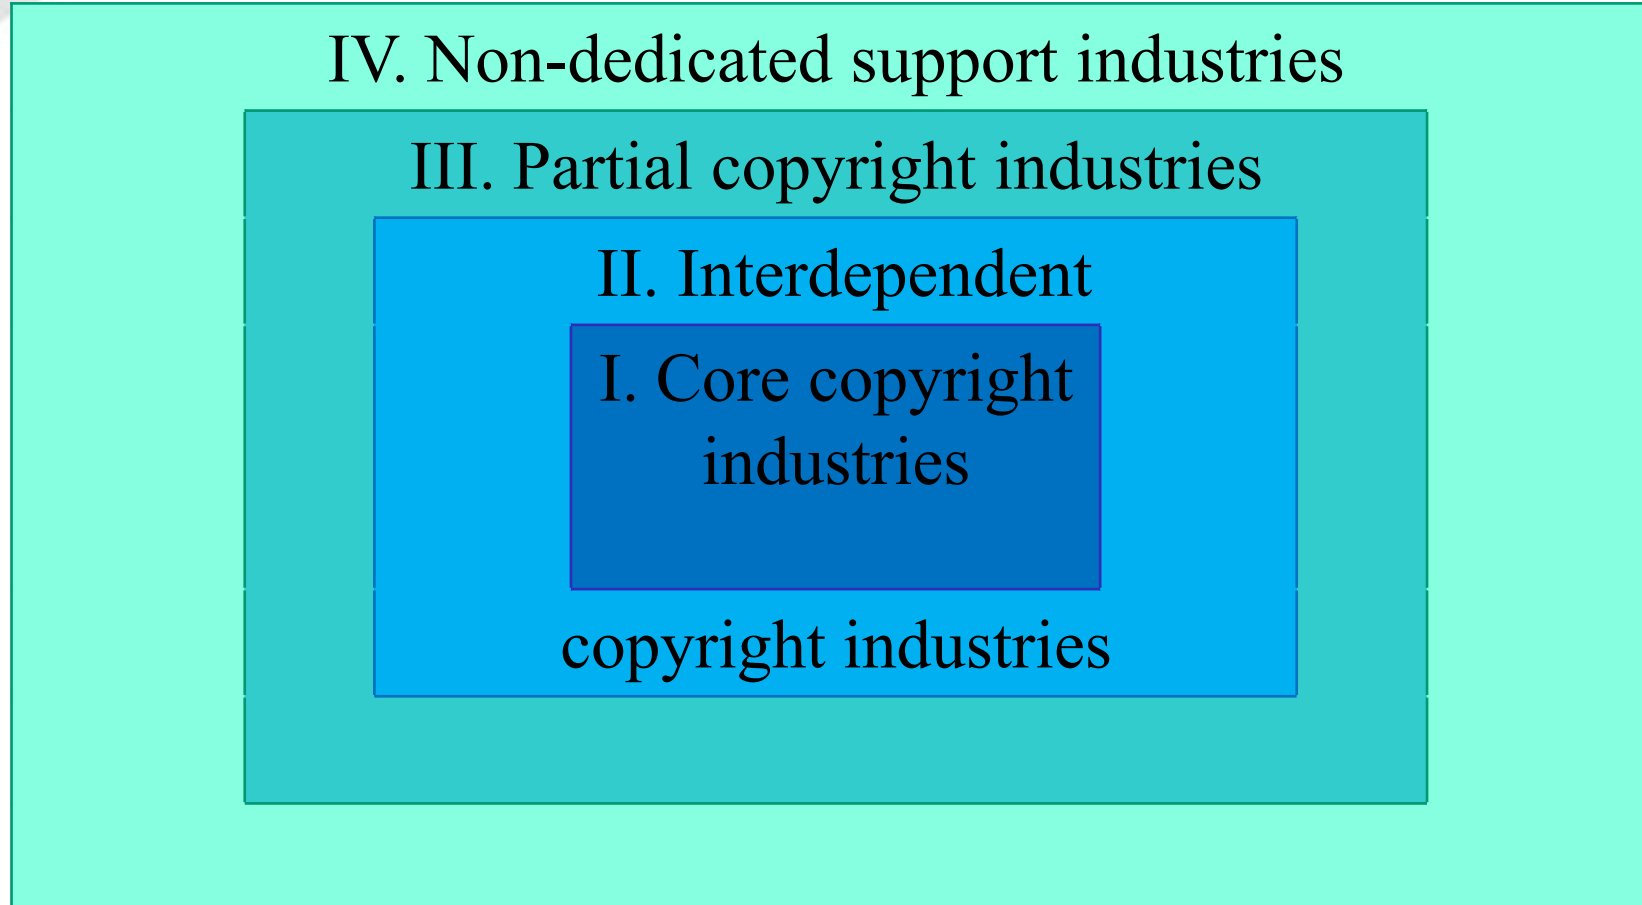 IV. Non-dedicated support industries
III. Partial copyright industries
II. Interdependent
I. Core copyright
industries
copyright industries